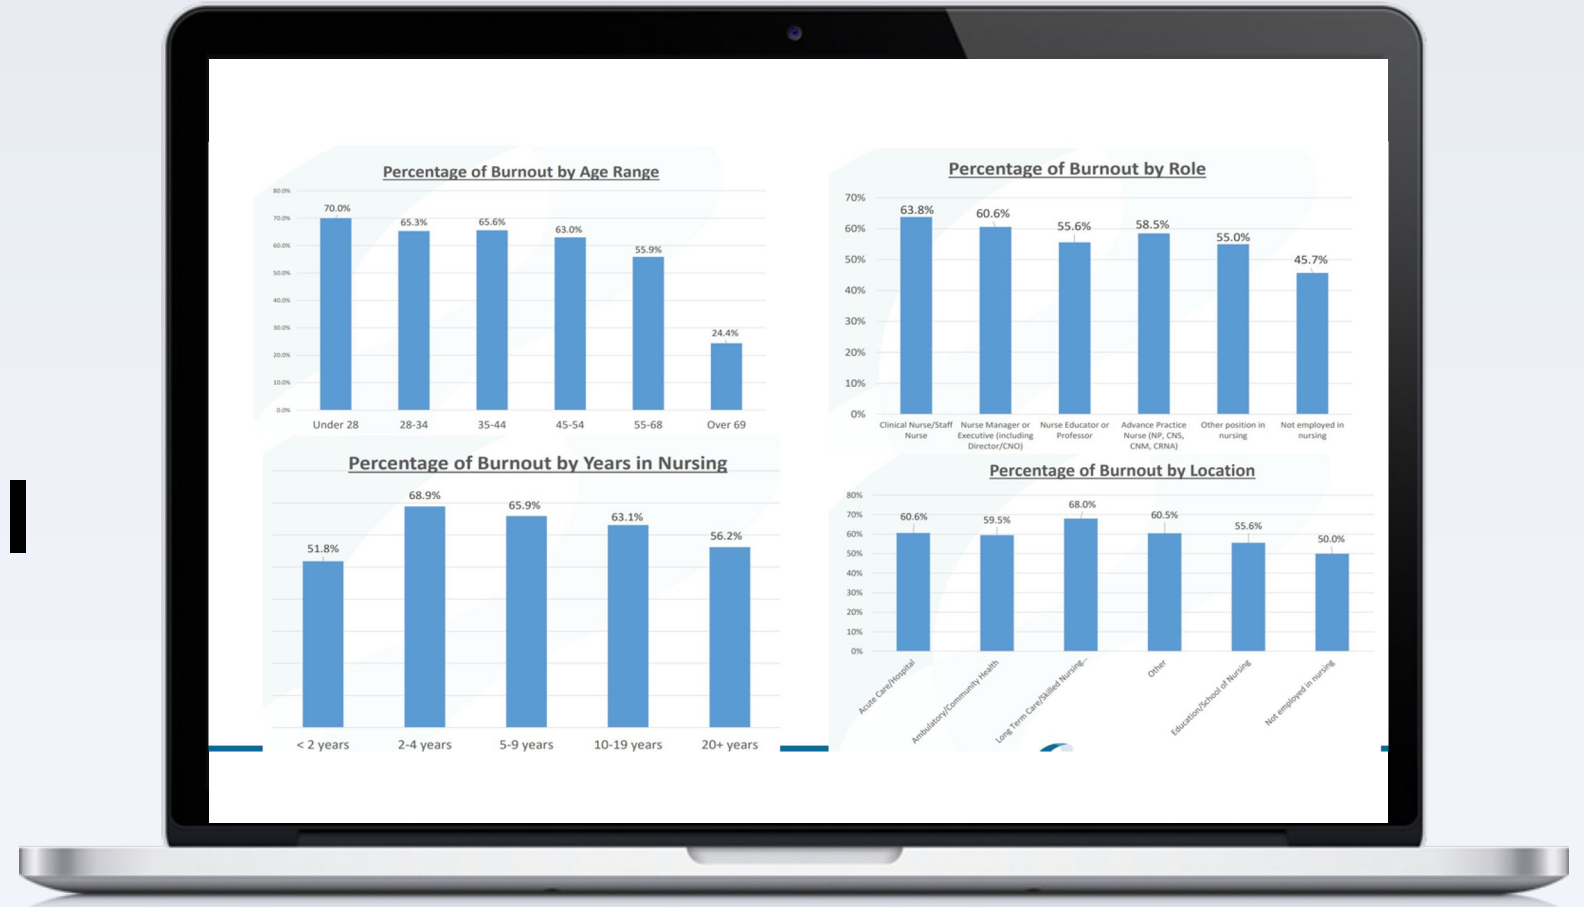 Percentage of Burnout by Age Range
80.0%
70.0%
60.0%
50.0%
40.0%
30.0%
20.0%
10.0%
0.0%
70.0%
65.3%
65.6%
63.0%
55.9%
24.4%
Under 28
28-34
35-44
45-54
55-68
Over 69
Percentage of Burnout by Role
70%
60%
50%
40%
30%
20%
10%
0%
63.8%
60.6%
55.6%
58.5%
55.0%
45.7%
Clinical Nurse/Staff
Nurse
Nurse Manager or
Executive (including
Director/CNO)
Nurse Educator or
Professor
Advance Practice
Nurse (NP, CNS,
CNM, CRNA)
Other position in
nursing
Not employed in
nursing
Percentage of Burnout by Years in Nursing
51.8%
68.9%
65.9%
63.1%
56.2%
< 2 years
2-4 years
5-9 years
10-19 years
20+ years
Percentage of Burnout by Location
80%
70%
60%
50%
40%
30%
20%
10%
0%
60.6%
59.5%
68.0%
60.5%
55.6%
50.0%
Acute Care/Hospital
Ambulatory/Community Health
Long Term Care/Skilled Nursing...
Other
Education/School of Nursing
Not employed in nursing